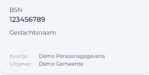 BSN
123456789
Geslachtsnaam
Kaartje: Demo Persoonsgegevens
Uitgever: Demo Gemeente